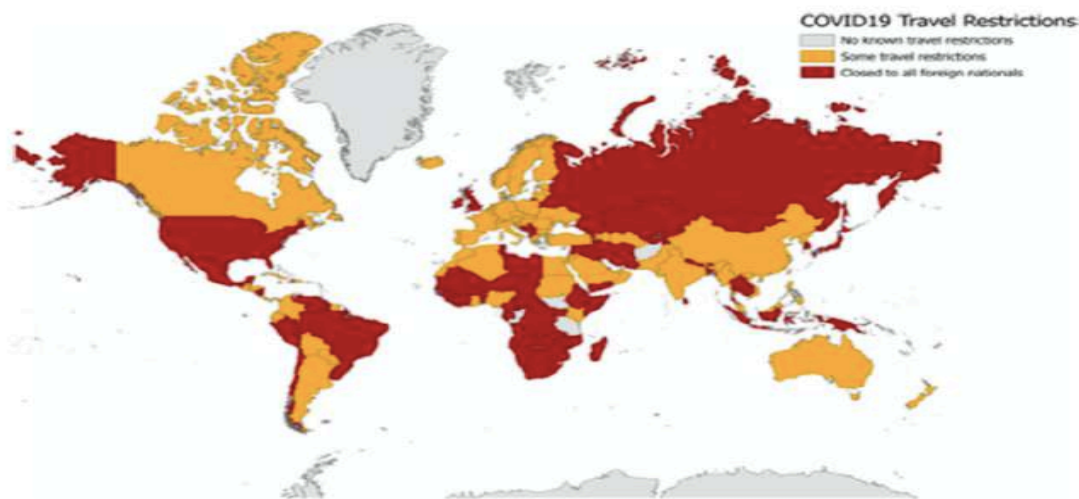 COVID19 Travel Restrictions
No known travel restrictions
Some travel restrictions
Closed to all foreign nationals